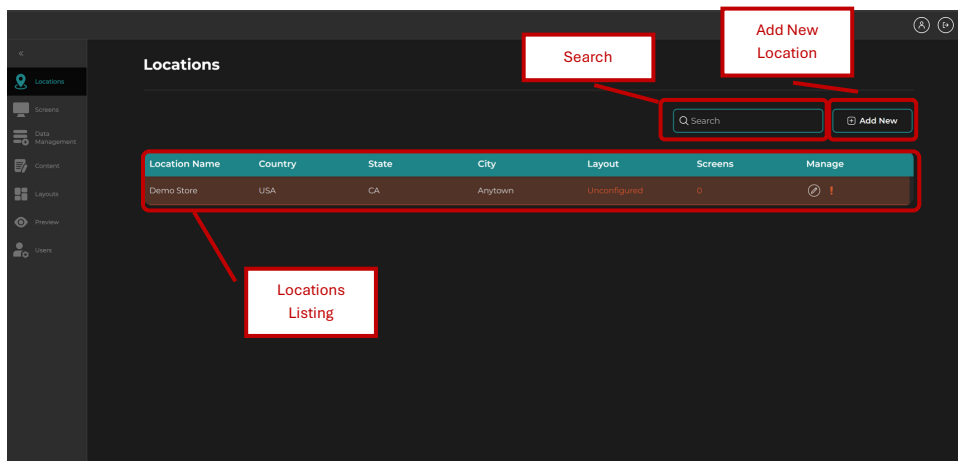 Add New
Location
Search
«
Locations
Locations
Screens
Data
Management
Content
Layouts
Preview
Users
Search
Add New
Location Name Country State City Layout Screens Manage
Demo Store USA CA Anytown Unconfigured 0 !
Locations
Listing